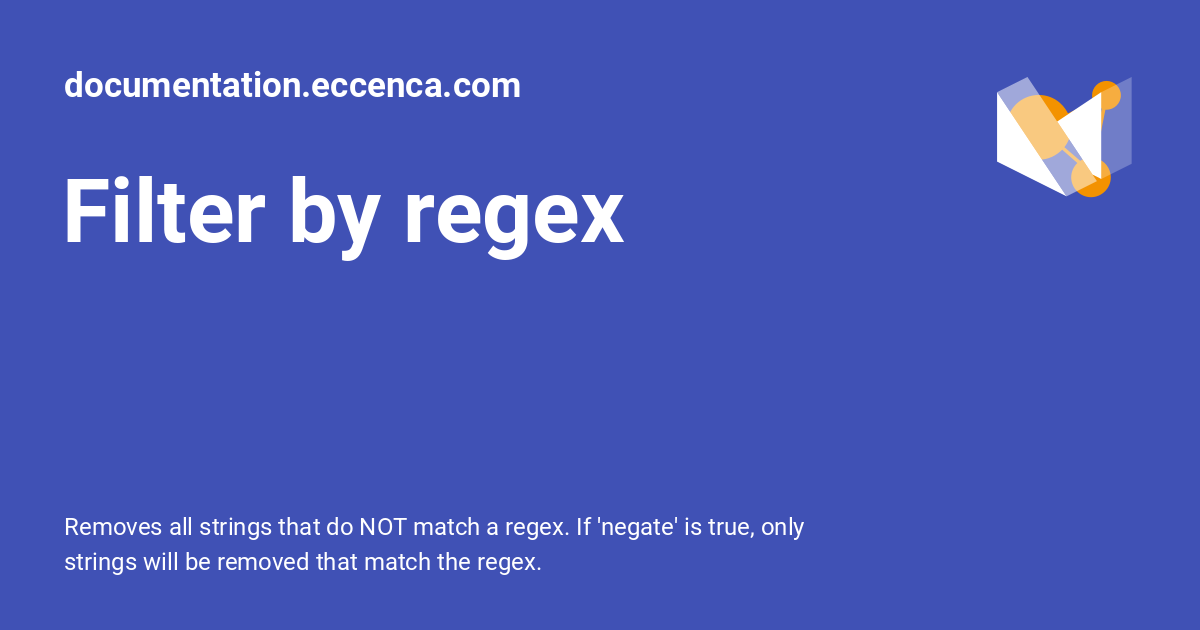 documentation.eccenca.com
Filter by regex
Removes all strings that do NOT match a regex. If 'negate' is true, only
strings will be removed that match the regex.